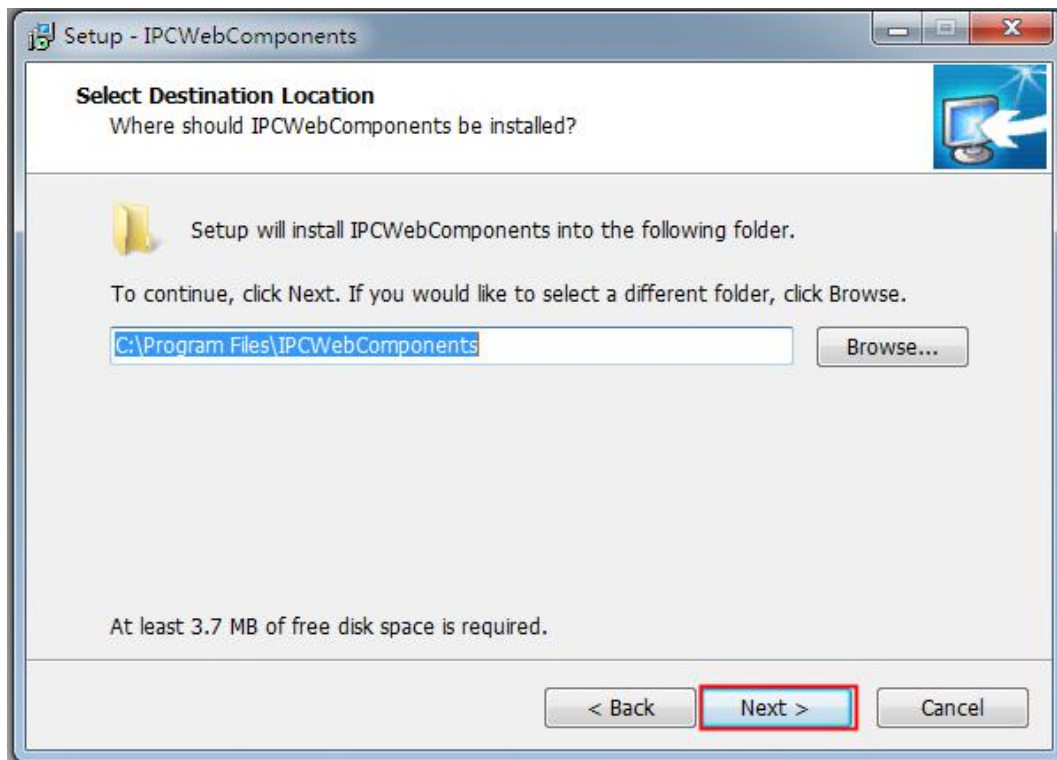 Setup - IPCWebComponents
Select Destination Location
Where should IPCWebComponents be installed?
Setup will install IPCWebComponents into the following folder.
To continue, click Next. If you would like to select a different folder, click Browse.
C:\Program Files\IPCWebComponents
Browse...
At least 3.7 MB of free disk space is required.
< Back
Next >
Cancel